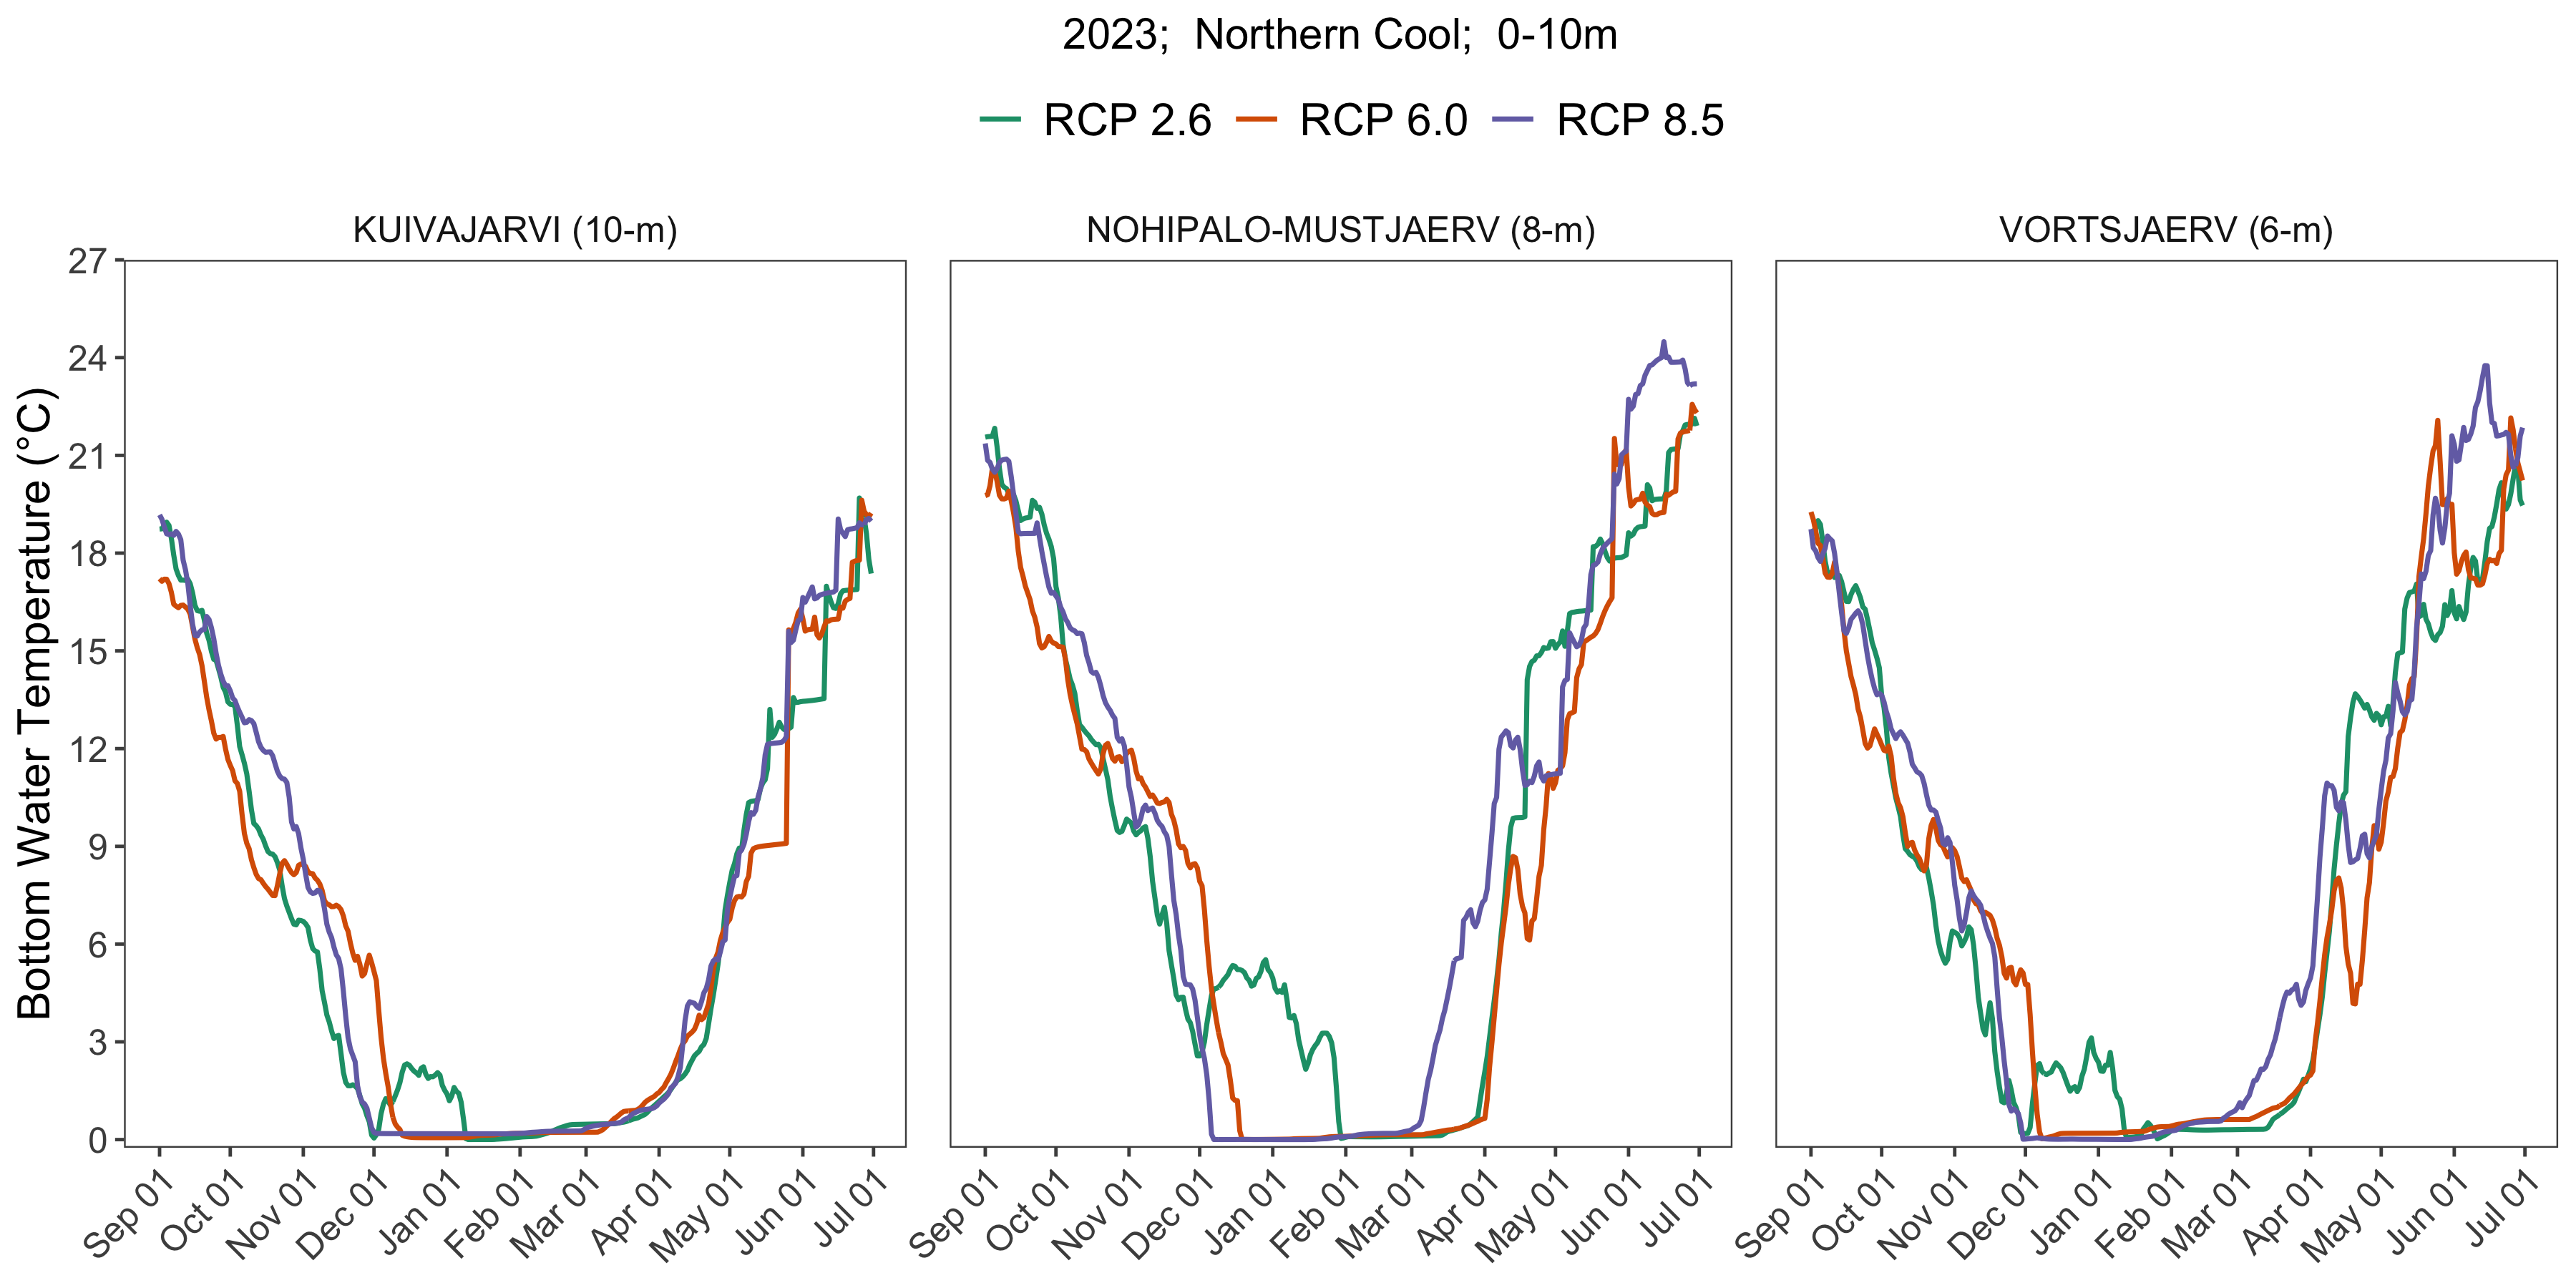 2023;  Northern Cool;  0-10m
RCP 2.6 RCP 6.0 RCP 8.5
KUIVAJARVI (10-m) NOHIPALO-MUSTJAERV (8-m) VORTSJAERV (6-m)
Bottom Water Temperature (°C)
27
24
21
18
15
12
9
6
3
0
Sep 01 Oct 01 Nov 01 Dec 01 Jan 01 Feb 01 Mar 01 Apr 01 May 01 Jun 01 Jul 01
Sep 01 Oct 01 Nov 01 Dec 01 Jan 01 Feb 01 Mar 01 Apr 01 May 01 Jun 01 Jul 01
Sep 01 Oct 01 Nov 01 Dec 01 Jan 01 Feb 01 Mar 01 Apr 01 May 01 Jun 01 Jul 01